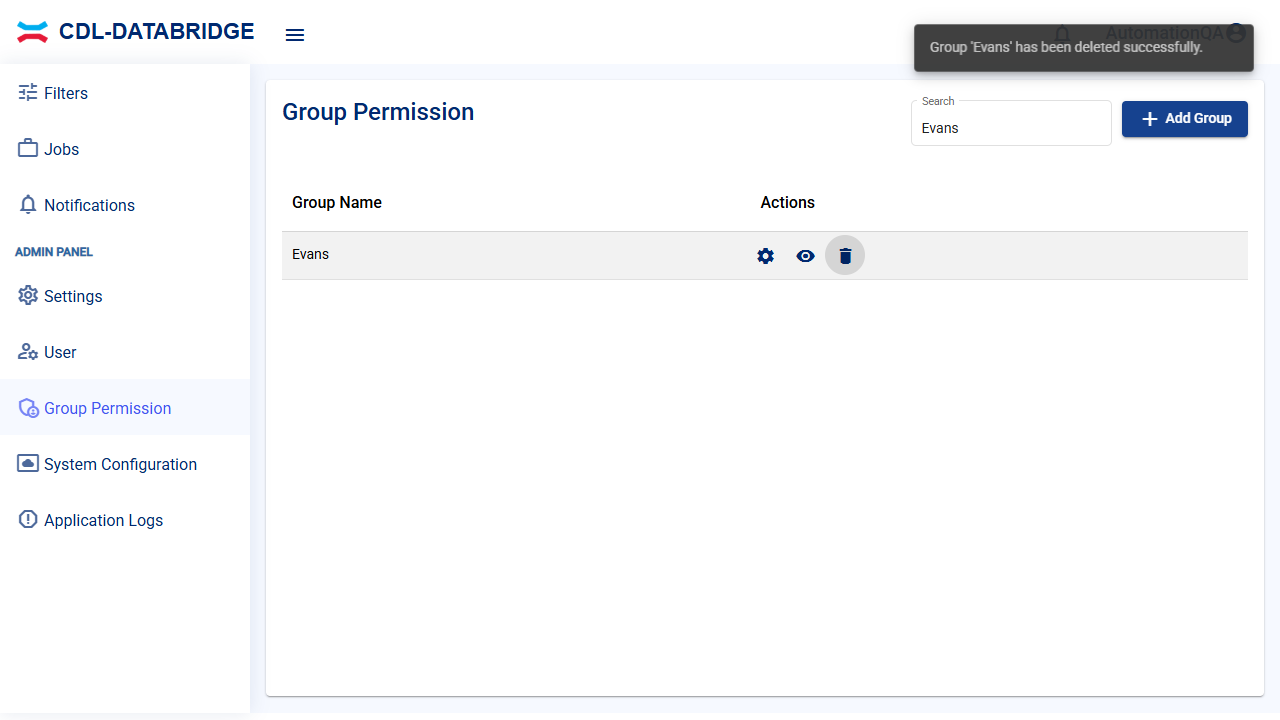 CDL-DATABRIDGE
AutomationQA
Group 'Evans' has been deleted successfully.
Filters
Jobs
Notifications
ADMIN PANEL
Settings
User
Group Permission
System Configuration
Application Logs
Group Permission
Search
Evans
Add Group
Group Name
Actions
Evans